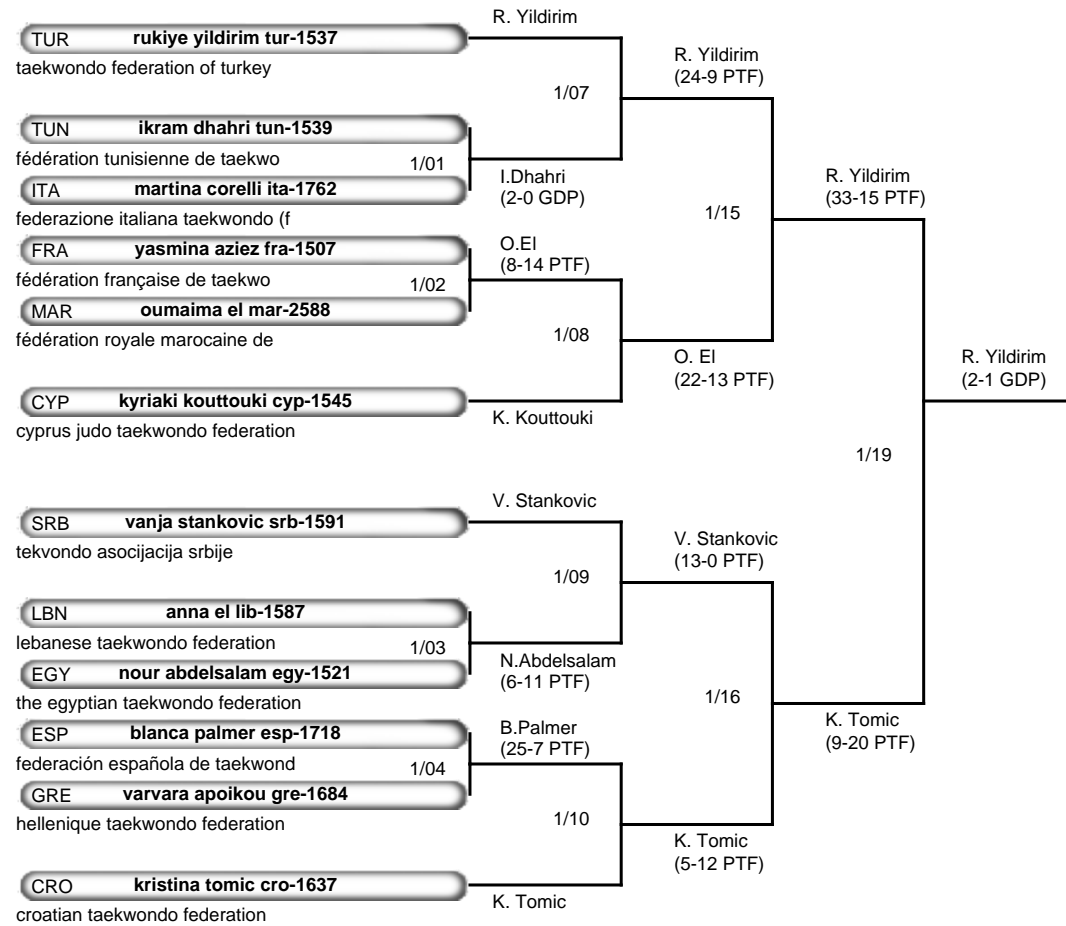 R. Yildirim
TUR rukiye yildirim tur-1537
taekwondo federation of turkey
R. Yildirim
(24-9 PTF)
1/07
TUN ikram dhahri tun-1539
fédération tunisienne de taekwo
1/01
ITA martina corelli ita-1762
federazione italiana taekwondo (f
I.Dhahri
(2-0 GDP)
R. Yildirim
(33-15 PTF)
1/15
FRA yasmina aziez fra-1507
fédération française de taekwo
O.El
(8-14 PTF)
1/02
MAR oumaima el mar-2588
fédération royale marocaine de
1/08
O. El
(22-13 PTF)
R. Yildirim
(2-1 GDP)
CYP kyriaki kouttouki cyp-1545
cyprus judo taekwondo federation
K. Kouttouki
1/19
V. Stankovic
SRB vanja stankovic srb-1591
tekvondo asocijacija srbije
V. Stankovic
(13-0 PTF)
1/09
LBN anna el lib-1587
lebanese taekwondo federation
1/03
EGY nour abdelsalam egy-1521
the egyptian taekwondo federation
N.Abdelsalam
(6-11 PTF)
1/16
K. Tomic
(9-20 PTF)
ESP blanca palmer esp-1718
federación española de taekwond
B.Palmer
(25-7 PTF)
1/04
GRE varvara apoikou gre-1684
hellenique taekwondo federation
1/10
K. Tomic
(5-12 PTF)
CRO kristina tomic cro-1637
croatian taekwondo federation
K. Tomic